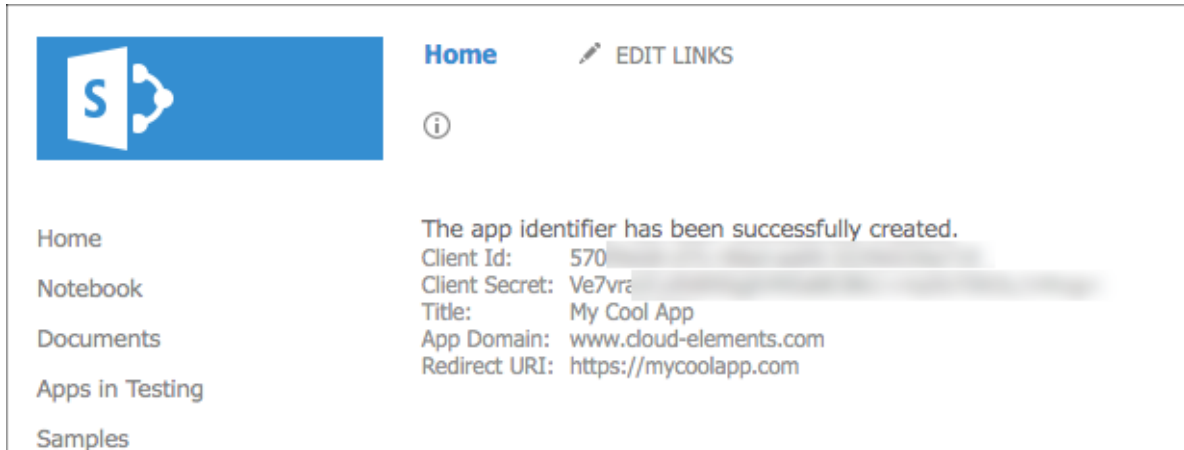 S
Home EDIT LINKS
Home
Notebook
Documents
Apps in Testing
Samples
The app identifier has been successfully created.
Client Id: 570
Client Secret: Ve7vra
Title: My Cool App
App Domain: www.cloud-elements.com
Redirect URI: https://mycoolapp.com